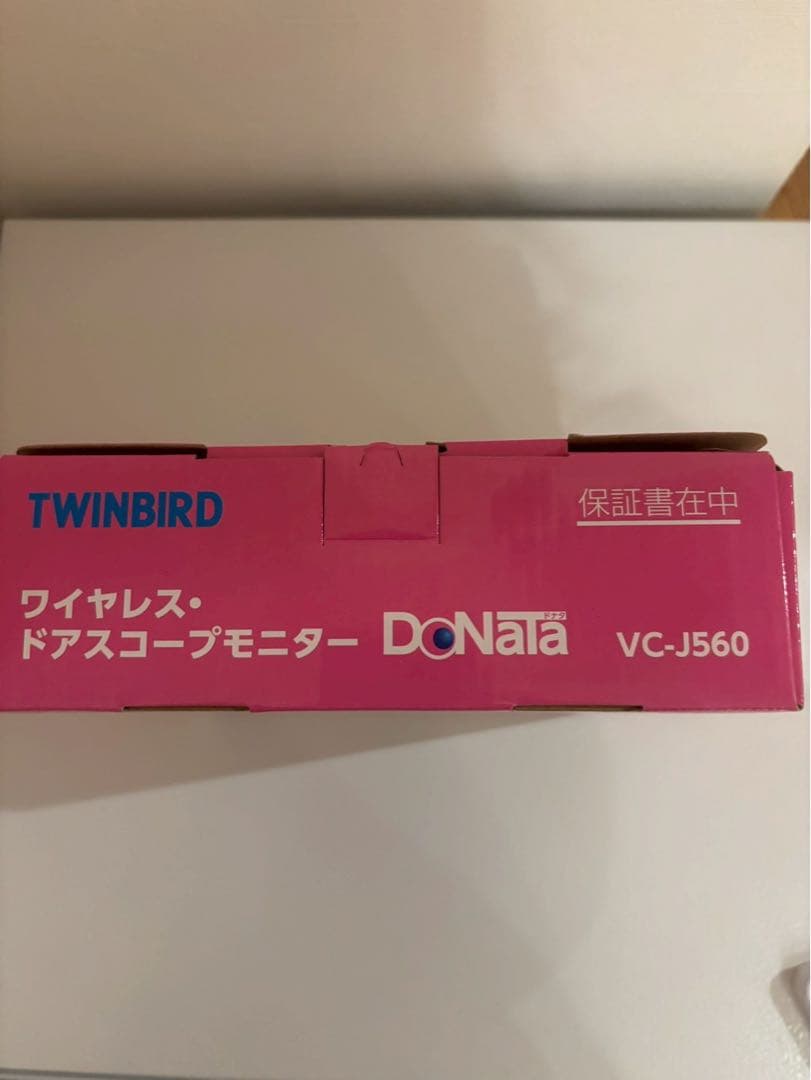 TWINBIRD
保証書在中
ワイヤレス・
ドアスコープモニター
ドナタ
DoNaTa
VC-J560